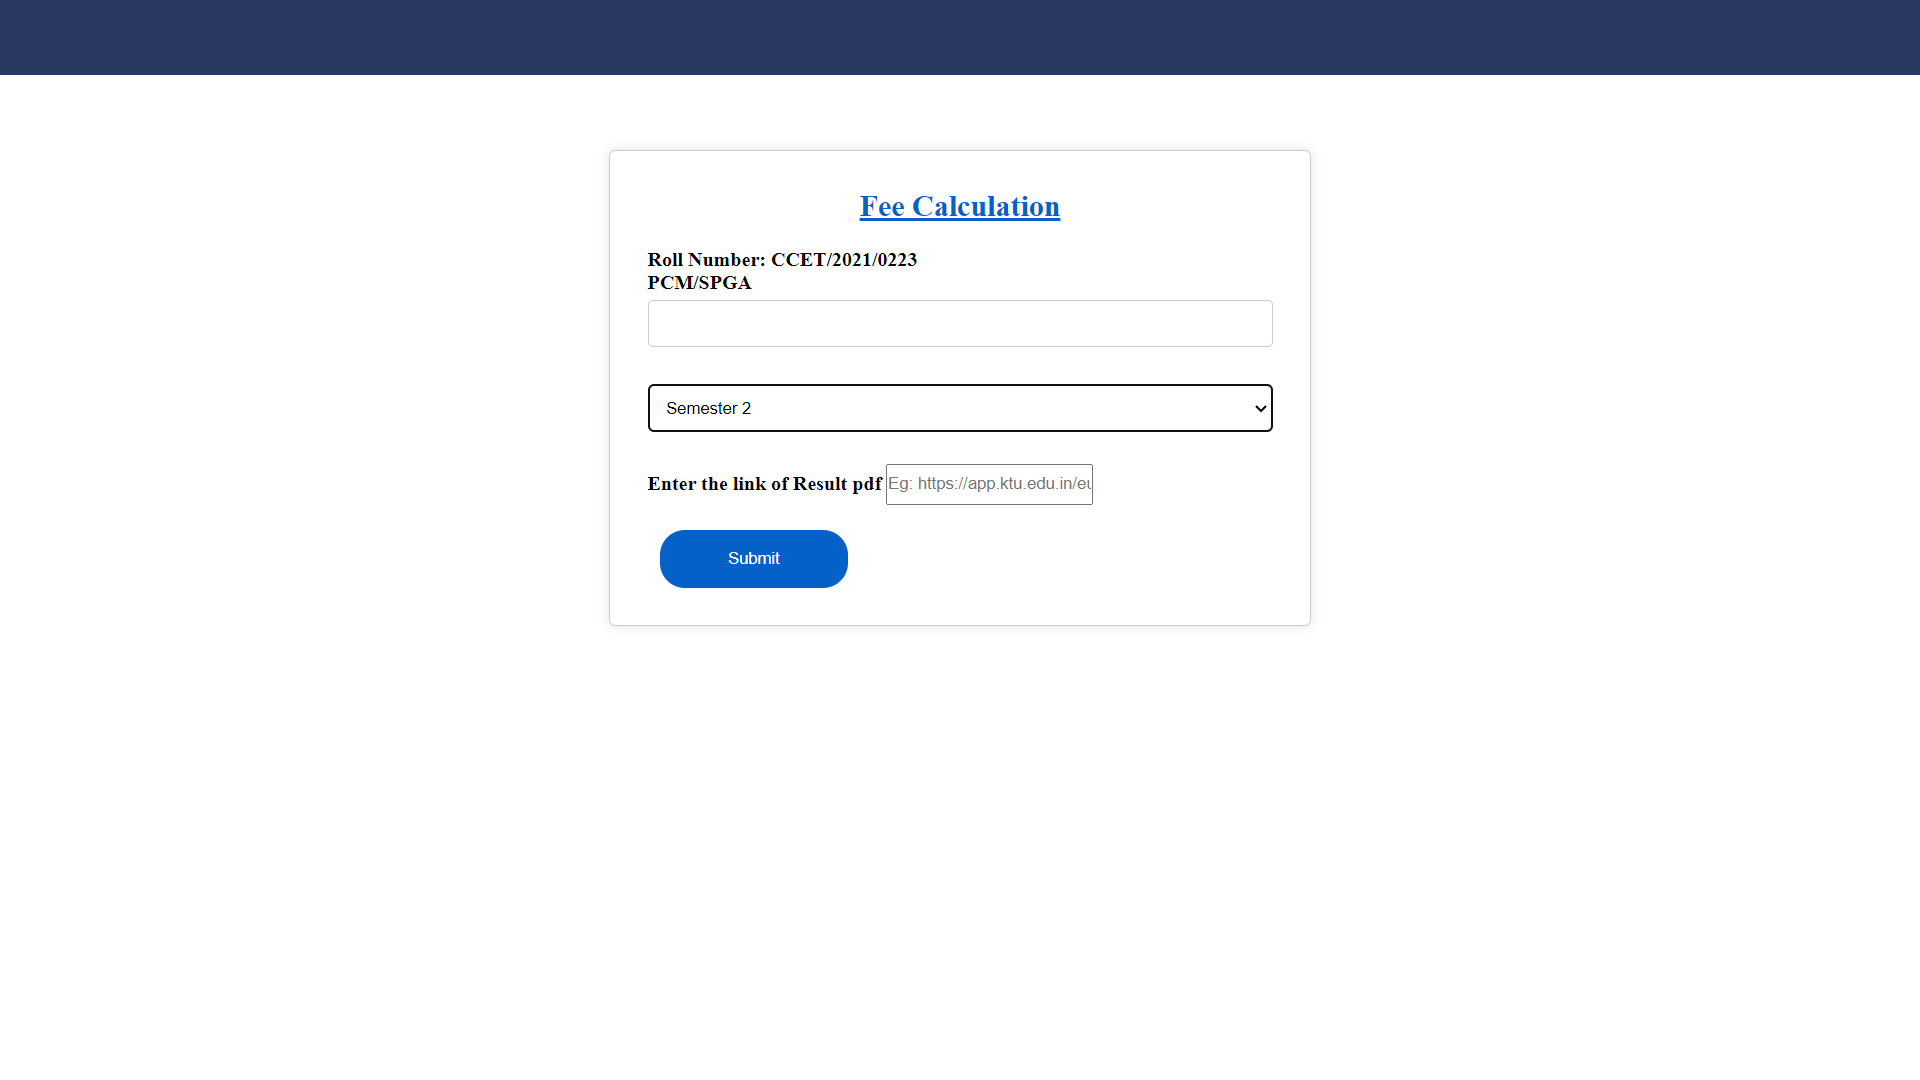 Fee Calculation
Roll Number: CCET/2021/0223
PCM/SPGA
Semester 2
Enter the link of Result pdf Eg: https://app.ktu.edu.in/eu
Submit